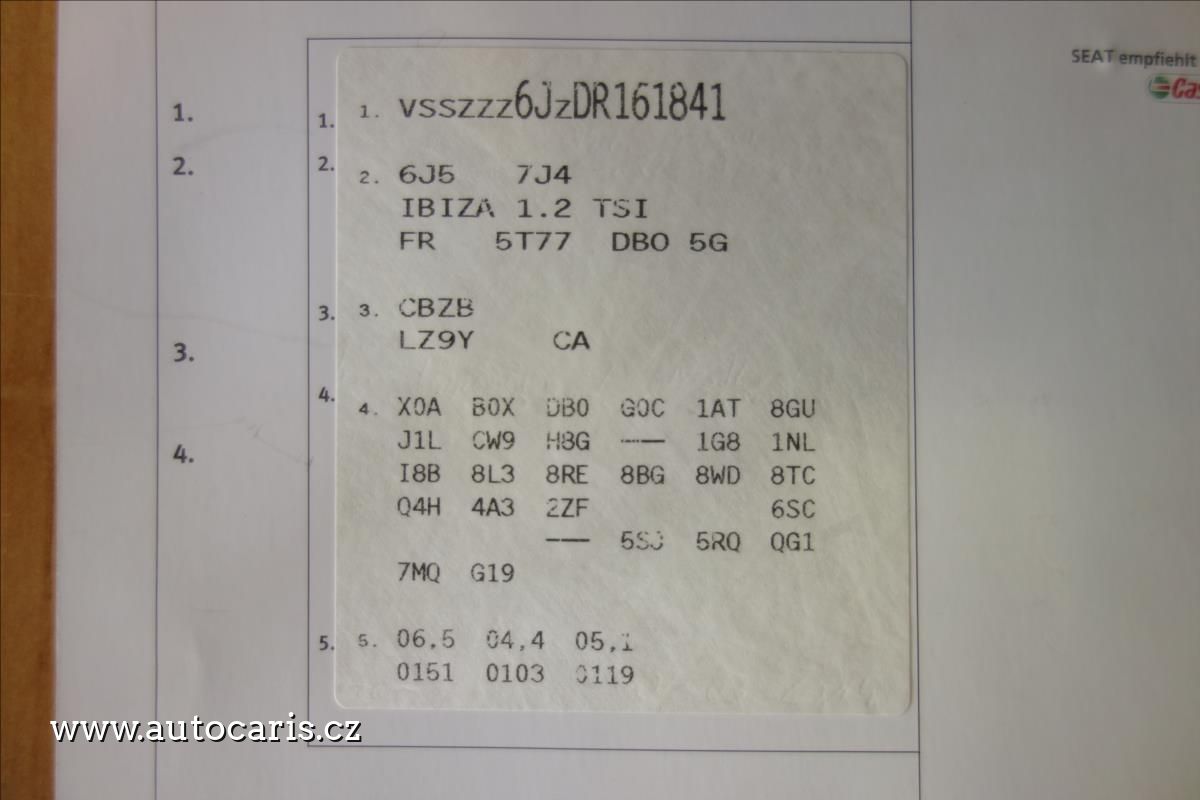 SEAT empfiehlt
1. 1. 1. VSSZZZ6JZDR161841
2. 2. 2. 6J5 7J4
IBIZA 1.2 TSI
FR 5T77 DB0 5G
3. 3. 3. CBZB
LZ9Y CA
4. 4. 4. X0A B0X DB0 G0C 1AT 8GU
J1L CW9 H8G --- 1G8 1NL
I8B 8L3 8RE 8BG 8WD 8TC
Q4H 4A3 2ZF 6SC
--- 5SJ 5RQ QG1
7MQ G19
5. 5. 06,5 04,4 05,1
0151 0103 0119
www.autocaris.cz